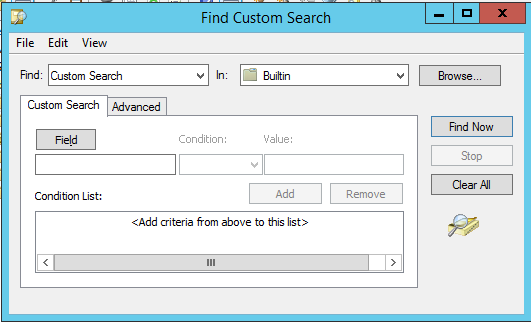 Find Custom Search
File Edit View
Find: Custom Search In: Builtin Browse...
Custom Search Advanced
Field Condition: Value:
Find Now
Stop
Clear All
Condition List: Add Remove
<Add criteria from above to this list>